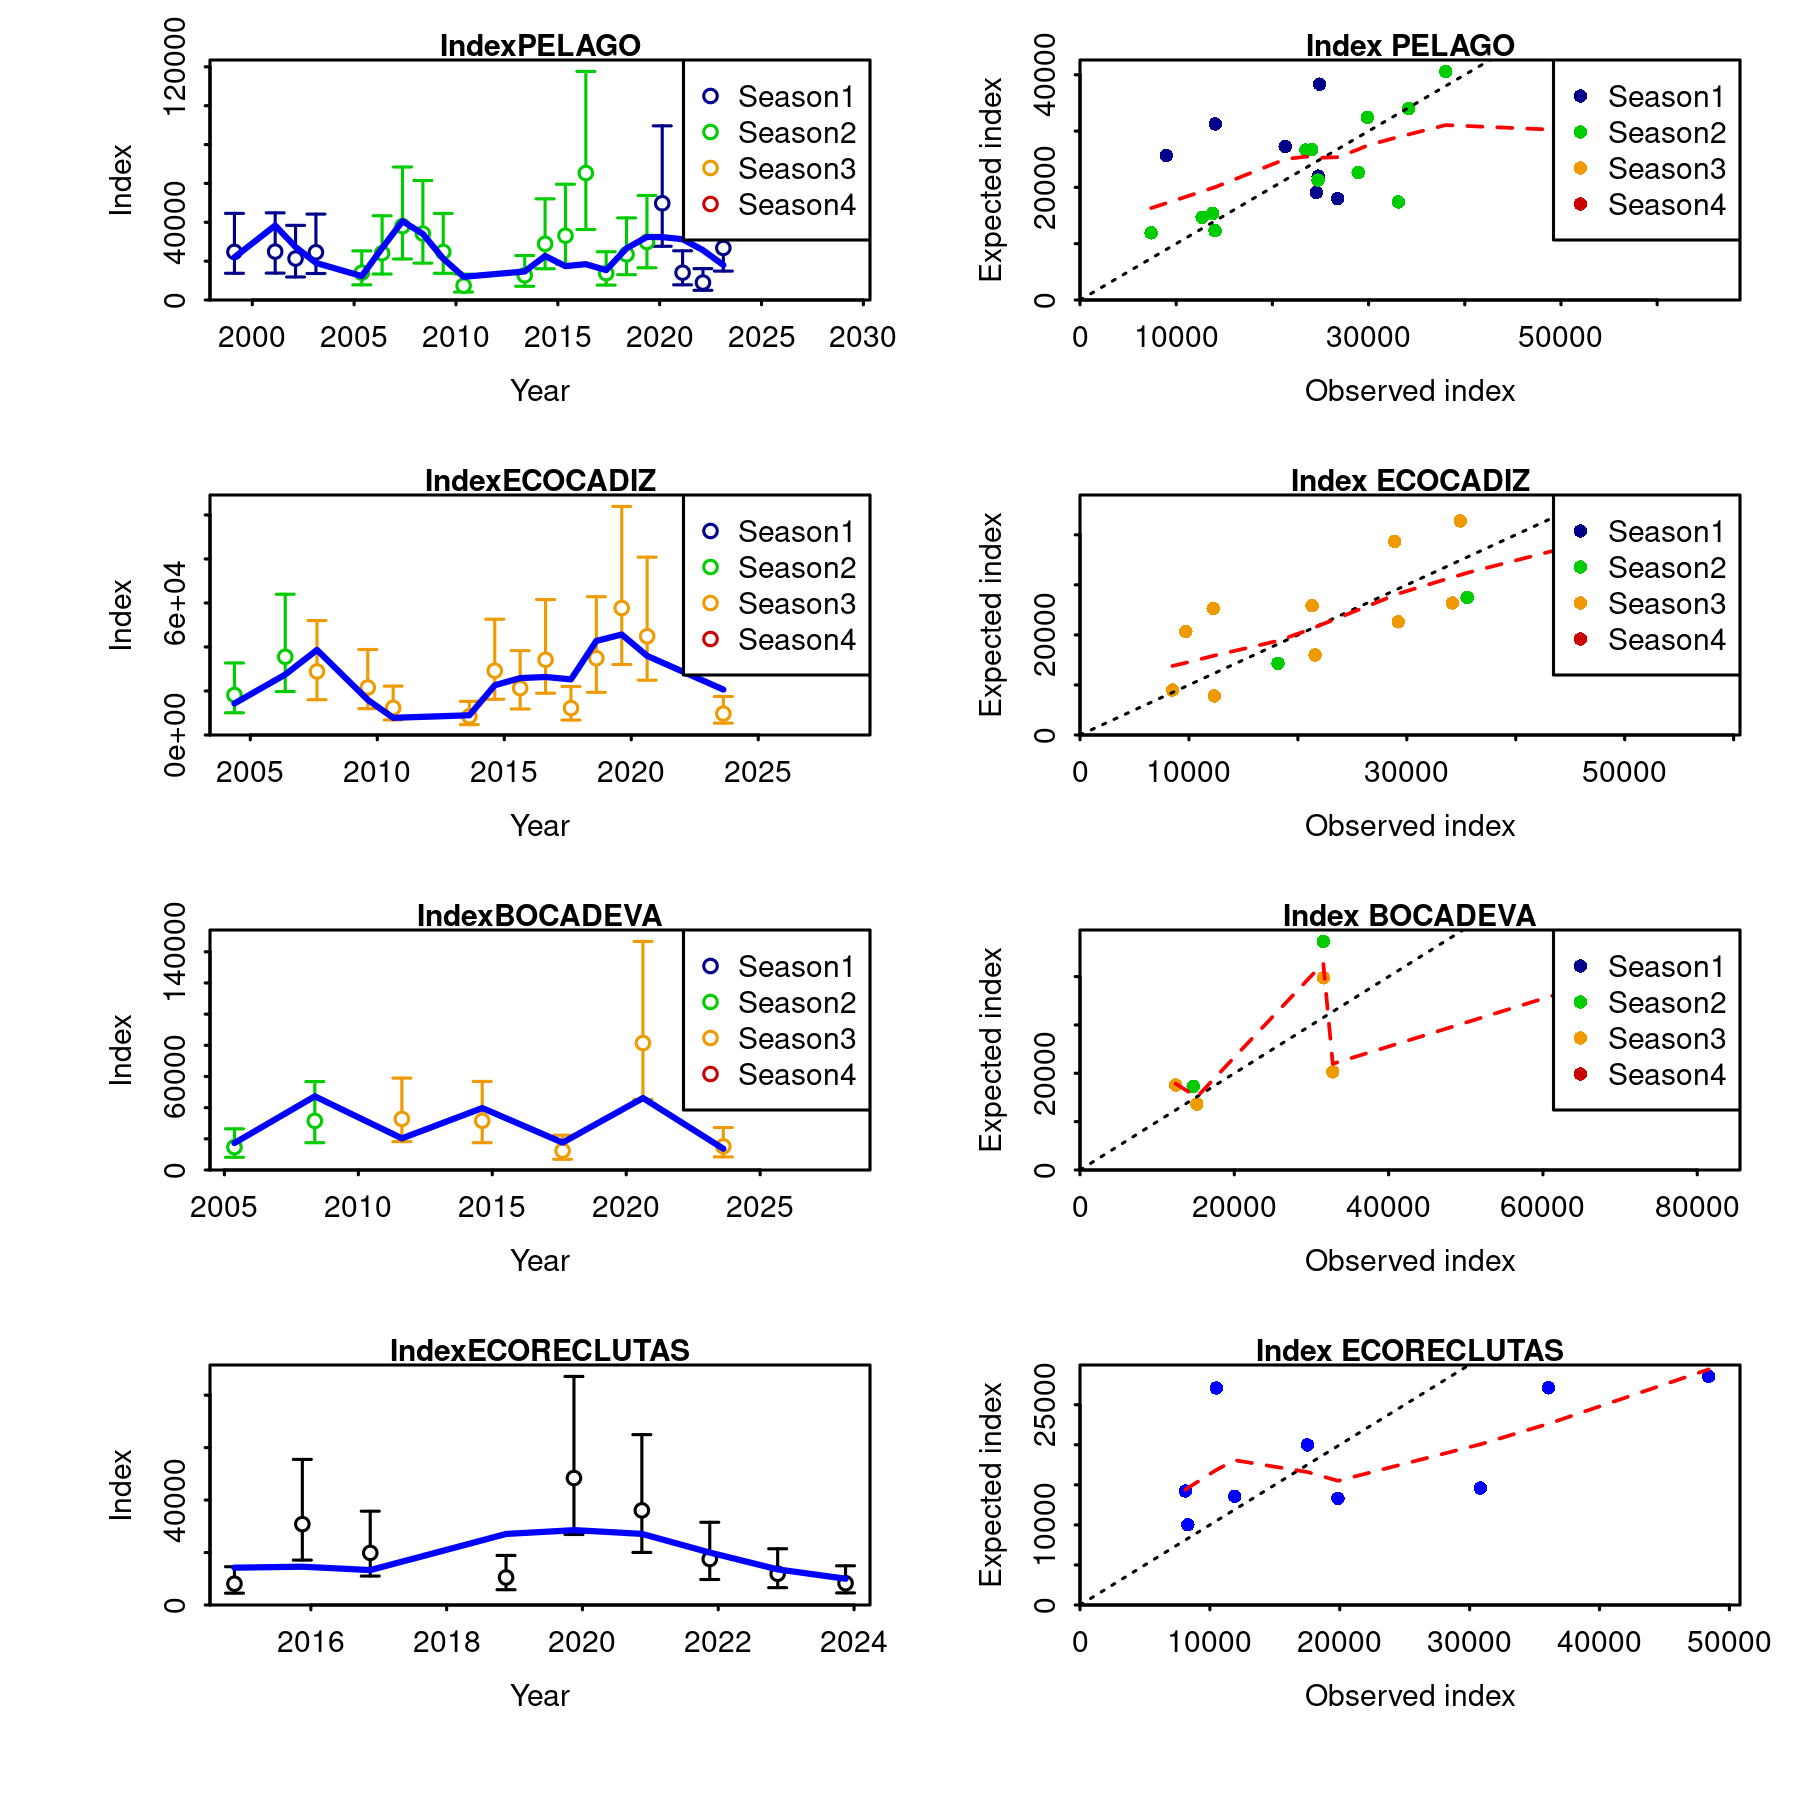 IndexPELAGO
Index
0
40000
120000
Season1
Season2
Season3
Season4
2000 2005 2010 2015 2020 2025 2030
Year
Index PELAGO
Expected index
0
20000
40000
Season1
Season2
Season3
Season4
0 10000 30000 50000
Observed index
IndexECOCADIZ
Index
0e+00
6e+04
Season1
Season2
Season3
Season4
2005 2010 2015 2020 2025
Year
Index ECOCADIZ
Expected index
0
20000
Season1
Season2
Season3
Season4
0 10000 30000 50000
Observed index
IndexBOCADEVA
Index
0
60000
140000
Season1
Season2
Season3
Season4
2005 2010 2015 2020 2025
Year
Index BOCADEVA
Expected index
0
20000
Season1
Season2
Season3
Season4
0 20000 40000 60000 80000
Observed index
IndexECORECLUTAS
Index
0
40000
2016 2018 2020 2022 2024
Year
Index ECORECLUTAS
Expected index
0
10000
25000
0 10000 20000 30000 40000 50000
Observed index